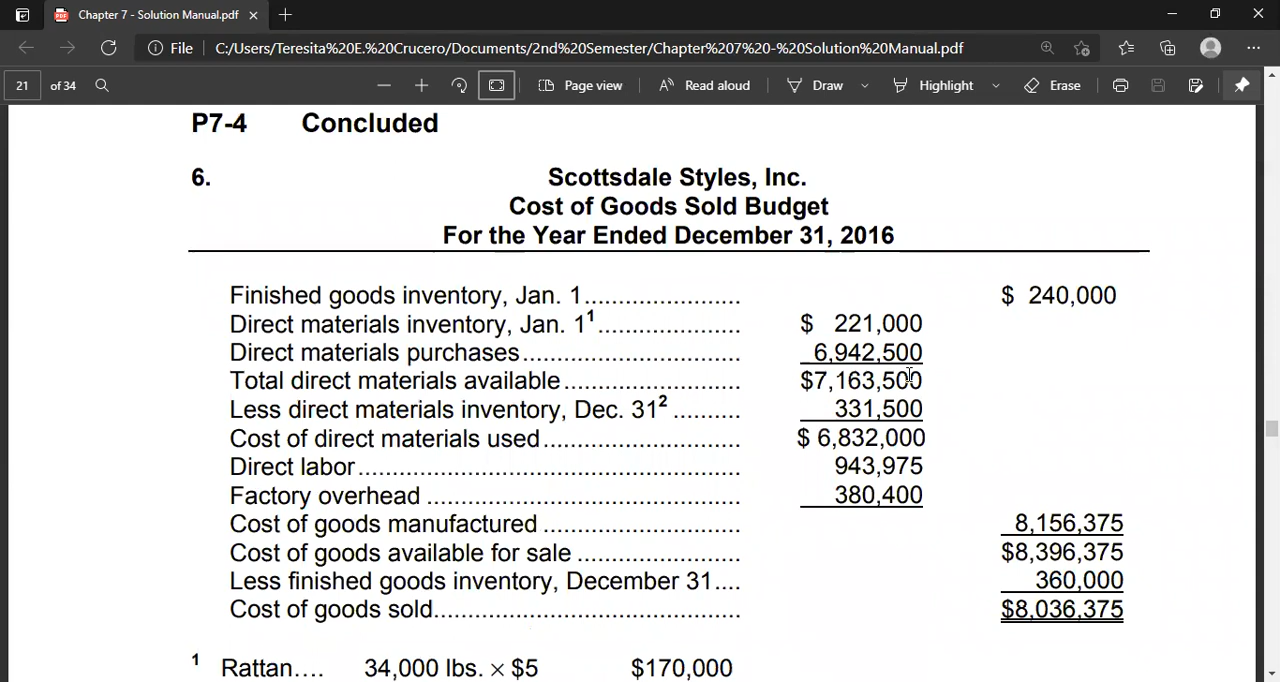 Chapter 7 - Solution Manual.pdf
File C:/Users/Teresita%20E.%20Crucero/Documents/2nd%20Semester/Chapter%207%20-%20Solution%20Manual.pdf
21 of 34 Page view Read aloud Draw Highlight Erase
P7-4 Concluded
6. Scottsdale Styles, Inc.
Cost of Goods Sold Budget
For the Year Ended December 31, 2016
Finished goods inventory, Jan. 1....................... $ 240,000
Direct materials inventory, Jan. 1¹..................... $ 221,000
Direct materials purchases................................ 6,942,500
Total direct materials available.......................... $7,163,500
Less direct materials inventory, Dec. 31² .......... 331,500
Cost of direct materials used............................. $ 6,832,000
Direct labor........................................................ 943,975
Factory overhead .............................................. 380,400
Cost of goods manufactured ............................. 8,156,375
Cost of goods available for sale ........................ $8,396,375
Less finished goods inventory, December 31.... 360,000
Cost of goods sold............................................. $8,036,375
1 Rattan.... 34,000 lbs. × $5 $170,000